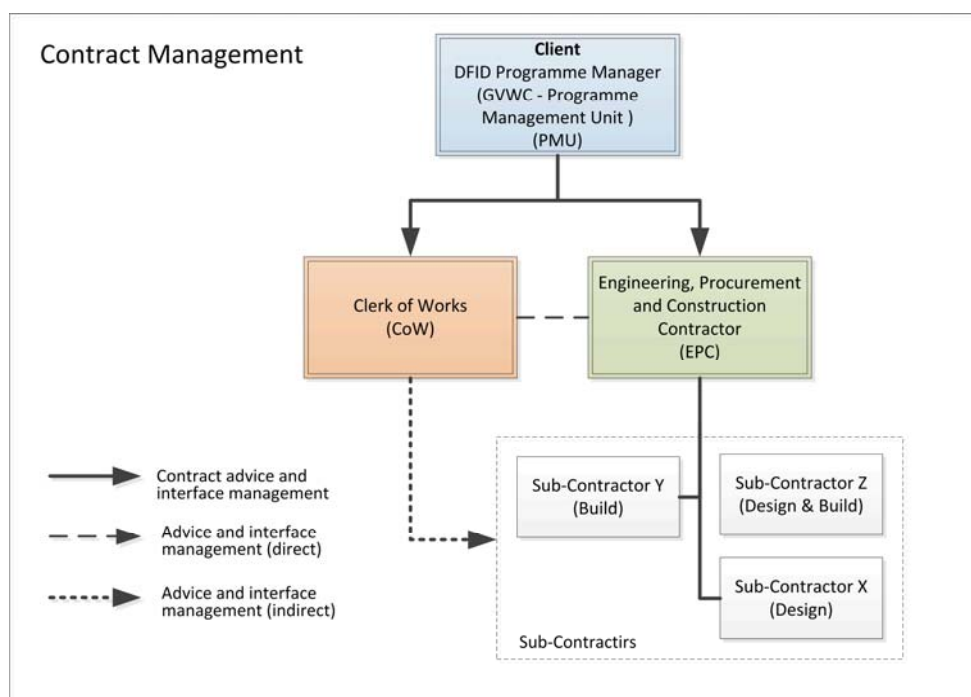 Contract Management
Client
DFID Programme Manager
(GVWC - Programme
Management Unit )
(PMU)
Clerk of Works
(CoW)
Engineering, Procurement
and Construction
Contractor
(EPC)
Contract advice and
interface management
Advice and interface
management (direct)
Advice and interface
management (indirect)
Sub-Contractor Y
(Build)
Sub-Contractor Z
(Design & Build)
Sub-Contractor X
(Design)
Sub-Contractirs